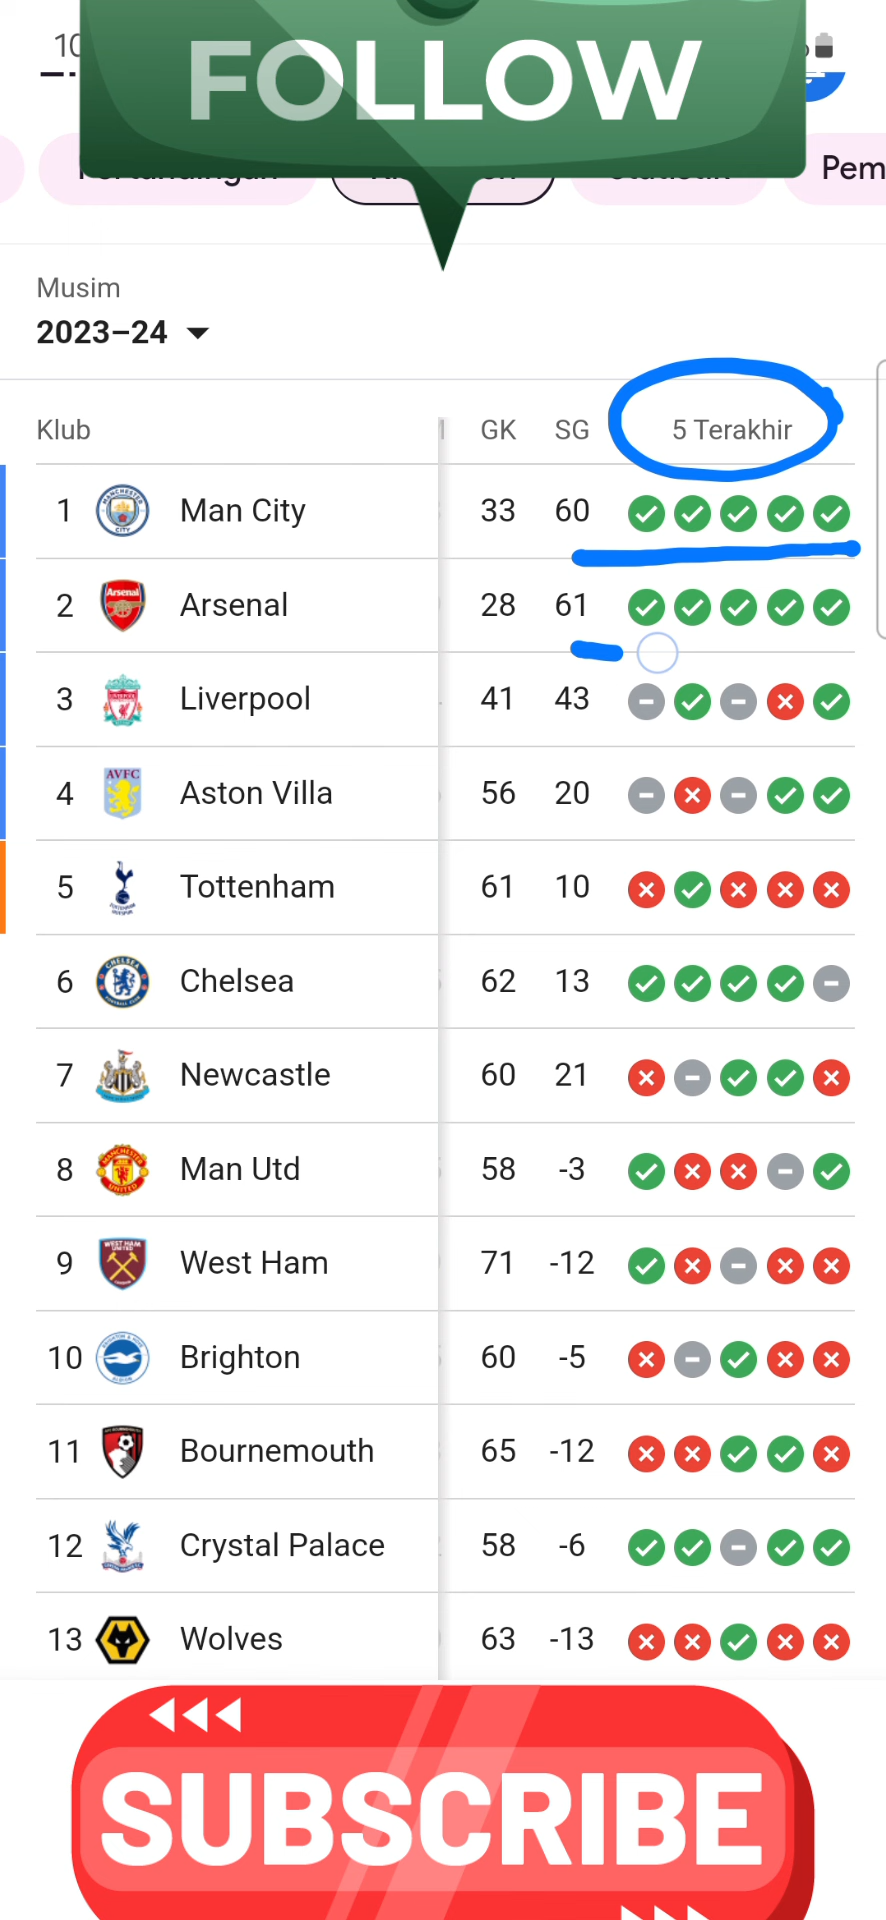 10
FOLLOW
Pem
Musim
2023–24
Klub GK SG 5 Terakhir
1 Man City 33 60
2 Arsenal 28 61
3 Liverpool 41 43
4 Aston Villa 56 20
5 Tottenham 61 10
6 Chelsea 62 13
7 Newcastle 60 21
8 Man Utd 58 -3
9 West Ham 71 -12
10 Brighton 60 -5
11 Bournemouth 65 -12
12 Crystal Palace 58 -6
13 Wolves 63 -13
SUBSCRIBE